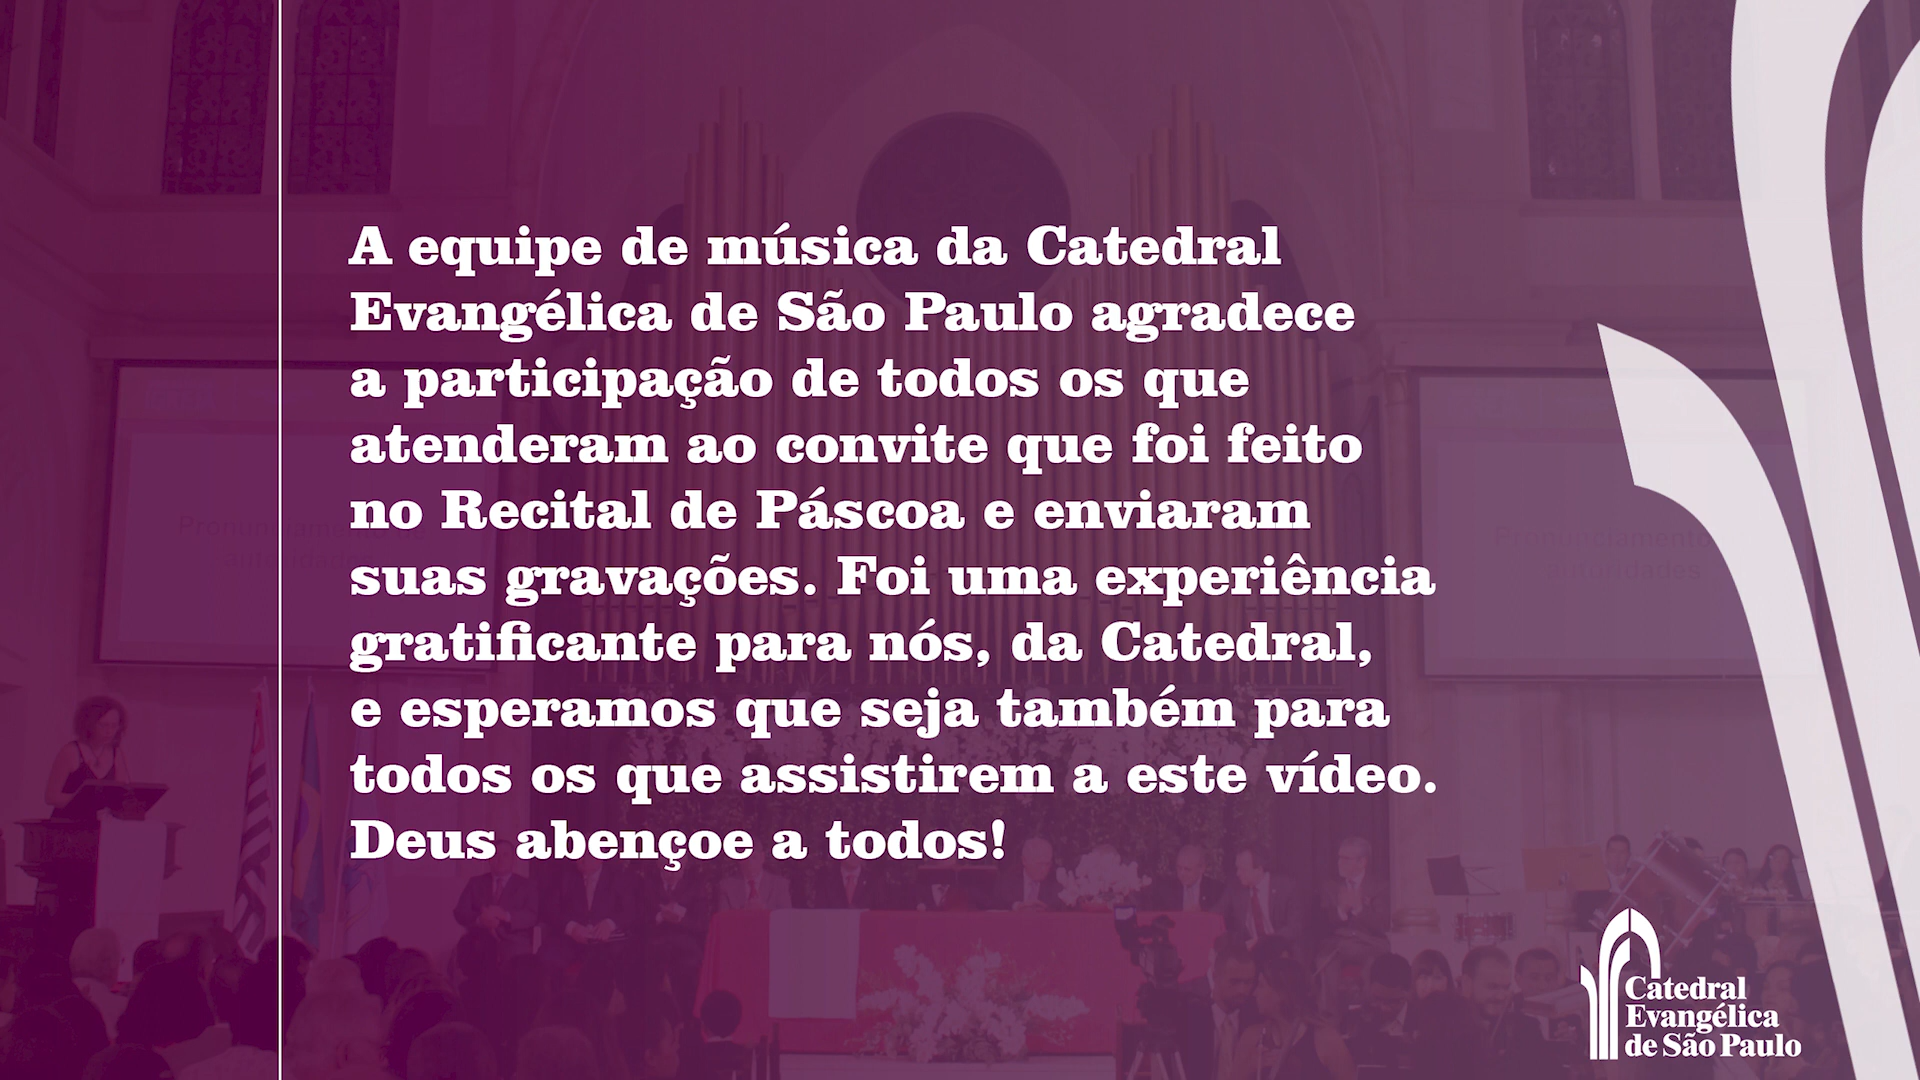 A equipe de música da Catedral
Evangélica de São Paulo agradece
a participação de todos os que
atenderam ao convite que foi feito
no Recital de Páscoa e enviaram
suas gravações. Foi uma experiência
gratificante para nós, da Catedral,
e esperamos que seja também para
todos os que assistirem a este vídeo.
Deus abençoe a todos!
Pronunciamento
autoridades
Catedral
Evangélica
de São Paulo